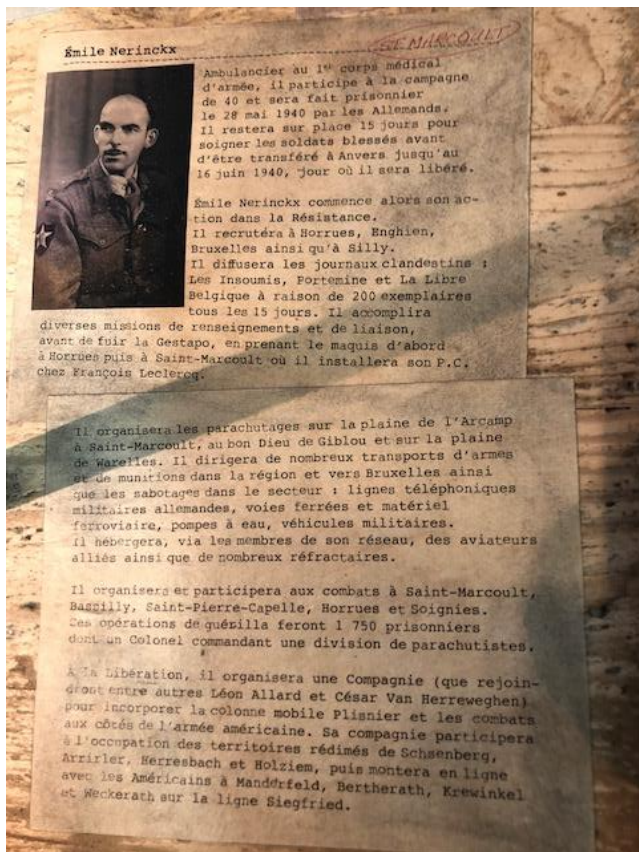 Émile Nerinckx
ST MARCOULT
Ambulancier au 1er corps médical
d'armée, il participe à la campagne
de 40 et sera fait prisonnier
le 28 mai 1940 par les Allemands.
Il restera sur place 15 jours pour
soigner les soldats blessés avant
d'être transféré à Anvers jusqu'au
16 juin 1940, jour où il sera libéré.
Émile Nerinckx commence alors son ac-
tion dans la Résistance.
Il recrutéra à Horrues, Enghien,
Bruxelles ainsi qu'à Silly.
Il diffusera les journaux clandestins :
Les Insoumis, Portemine et La Libre
Belgique à raison de 200 exemplaires
tous les 15 jours. Il accomplira
diverses missions de renseignements et de liaison,
avant de fuir la Gestapo, en prenant le maquis d'abord
à Horrues puis à Saint-Marcoult où il installera son P.C.
chez François Leclercq.
Il organisera les parachutages sur la plaine de l'Arcamp
à Saint-Marcoult, au bon Dieu de Giblou et sur la plaine
de Warelles. Il dirigera de nombreux transports d'armes
et de munitions dans la région et vers Bruxelles ainsi
que les sabotages dans le secteur : lignes téléphoniques
militaires allemandes, voies ferrées et matériel
ferroviaire, pompes à eau, véhicules militaires.
Il hébergera, via les membres de son réseau, des aviateurs
alliés ainsi que de nombreux réfractaires.
Il organisera et participera aux combats à Saint-Marcoult,
Bassilly, Saint-Pierre-Capelle, Horrues et Soignies.
Ces opérations de guérilla feront 1 750 prisonniers
dont un Colonel commandant une division de parachutistes.
À la Libération, il organisera une Compagnie (que rejoin-
dront entre autres Léon Allard et César Van Herreweghen)
pour incorporer la colonne mobile Plisnier et les combats
aux côtés de l'armée américaine. Sa compagnie participera
à l'occupation des territoires rédimés de Schsenberg,
Arrirler, Herresbach et Holziem, puis montera en ligne
avec les Américains à Manderfeld, Bertherath, Krewinkel
et Weckerath sur la ligne Siegfried.